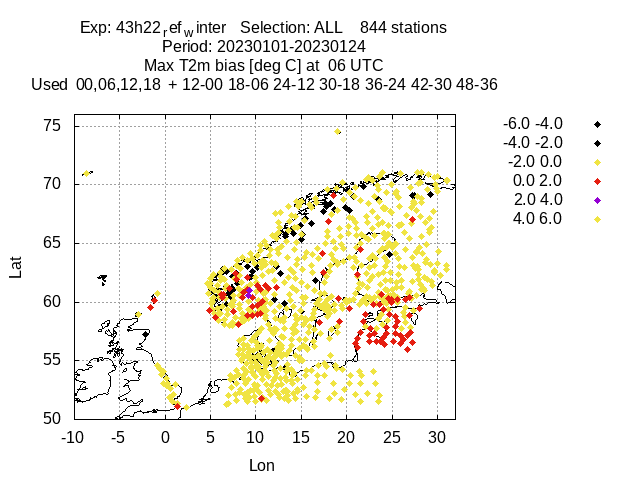 Exp: 43h22refwinter   Selection: ALL    844 stations
Period: 20230101-20230124
Max T2m bias [deg C] at  06 UTC
Used  00,06,12,18  + 12-00 18-06 24-12 30-18 36-24 42-30 48-36
-6.0 -4.0
-4.0 -2.0
-2.0 0.0
0.0 2.0
2.0 4.0
4.0 6.0
Lat
75
70
65
60
55
50
-10 -5 0 5 10 15 20 25 30
Lon